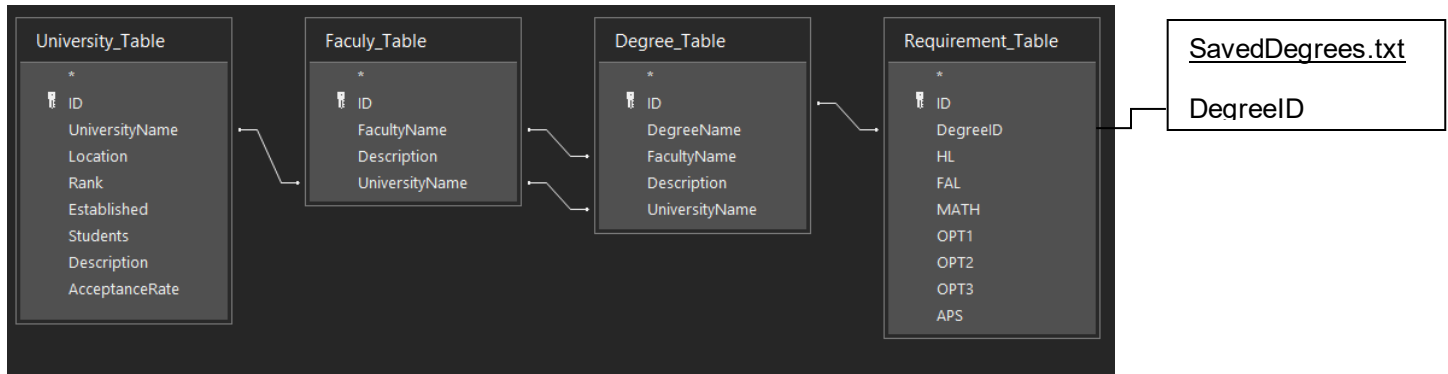 University_Table
*
ID
UniversityName
Location
Rank
Established
Students
Description
AcceptanceRate
Faculy_Table
*
ID
FacultyName
Description
UniversityName
Degree_Table
*
ID
DegreeName
FacultyName
Description
UniversityName
Requirement_Table
*
ID
DegreeID
HL
FAL
MATH
OPT1
OPT2
OPT3
APS
SavedDegrees.txt
DegreeID